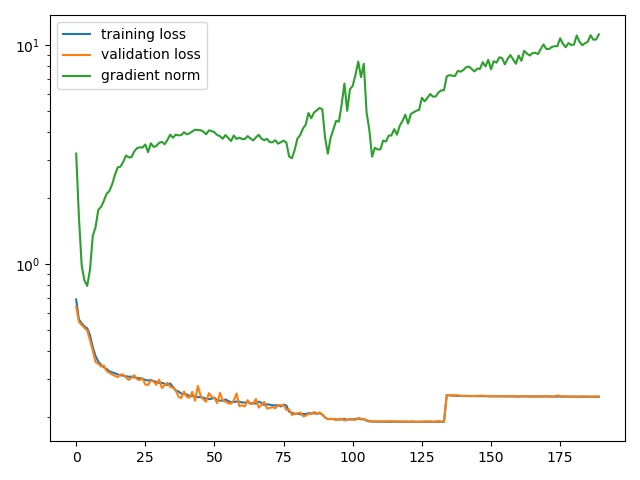 training loss
validation loss
gradient norm
10¹
10⁰
0 25 50 75 100 125 150 175